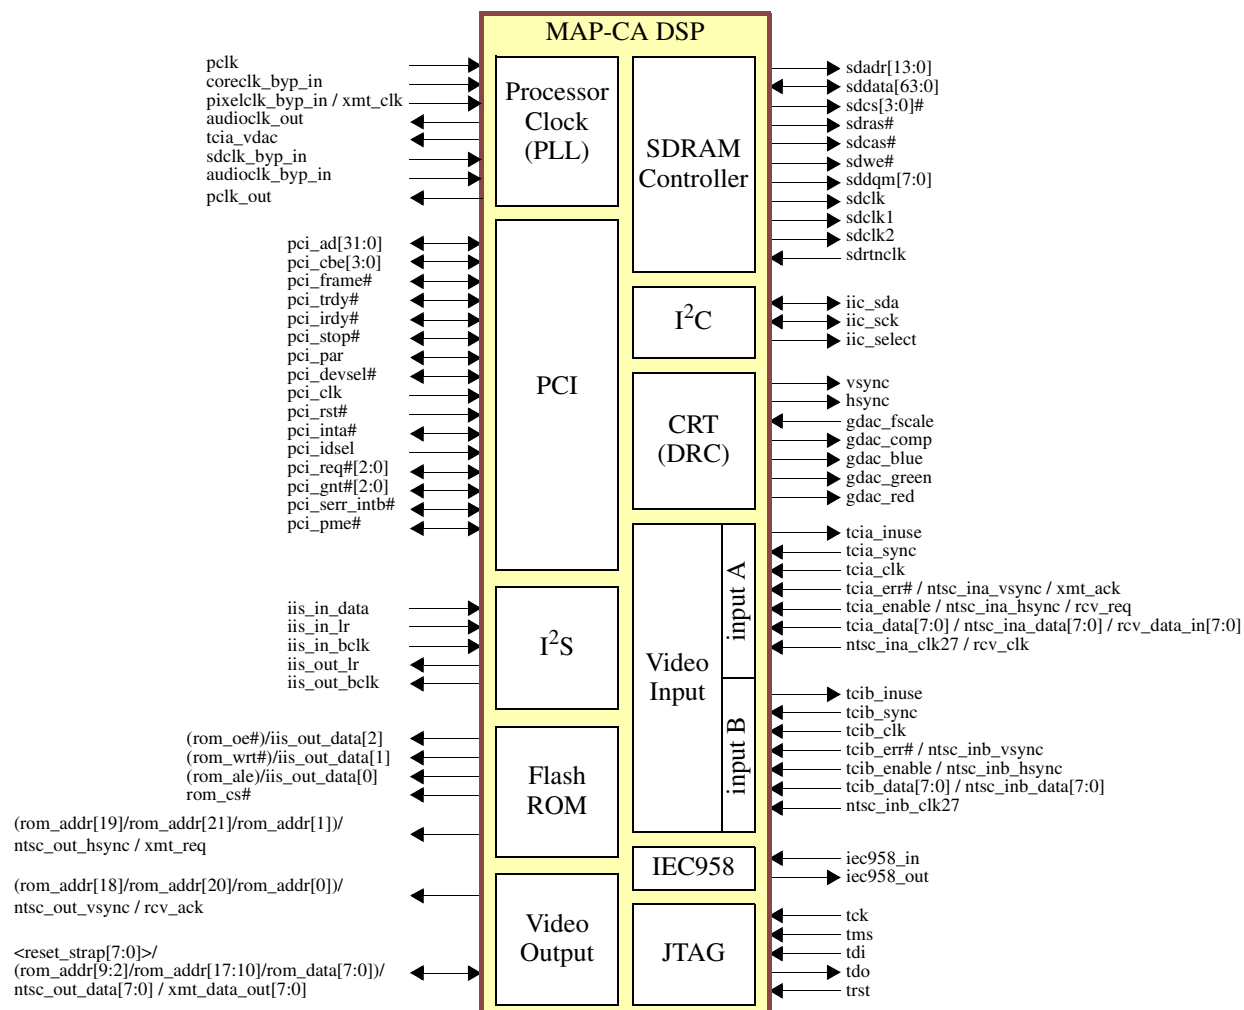 MAP-CA DSP
pclk
coreclk_byp_in
pixelclk_byp_in / xmt_clk
audioclk_out
tcia_vdac
sdclk_byp_in
audioclk_byp_in
pclk_out
pci_ad[31:0]
pci_cbe[3:0]
pci_frame#
pci_trdy#
pci_irdy#
pci_stop#
pci_par
pci_devsel#
pci_clk
pci_rst#
pci_inta#
pci_idsel
pci_req#[2:0]
pci_gnt#[2:0]
pci_serr_intb#
pci_pme#
iis_in_data
iis_in_lr
iis_in_bclk
iis_out_lr
iis_out_bclk
(rom_oe#)/iis_out_data[2]
(rom_wrt#)/iis_out_data[1]
(rom_ale)/iis_out_data[0]
rom_cs#
(rom_addr[19]/rom_addr[21]/rom_addr[1])/
ntsc_out_hsync / xmt_req
(rom_addr[18]/rom_addr[20]/rom_addr[0])/
ntsc_out_vsync / rcv_ack
<reset_strap[7:0]>/
(rom_addr[9:2]/rom_addr[17:10]/rom_data[7:0])/
ntsc_out_data[7:0] / xmt_data_out[7:0]
Processor
Clock
(PLL)
PCI
I2S
Flash
ROM
Video
Output
SDRAM
Controller
I2C
CRT
(DRC)
Video
Input
input A
input B
IEC958
JTAG
sdadr[13:0]
sddata[63:0]
sdcs[3:0]#
sdras#
sdcas#
sdwe#
sddqm[7:0]
sdclk
sdclk1
sdclk2
sdrtnclk
iic_sda
iic_sck
iic_select
vsync
hsync
gdac_fscale
gdac_comp
gdac_blue
gdac_green
gdac_red
tcia_inuse
tcia_sync
tcia_clk
tcia_err# / ntsc_ina_vsync / xmt_ack
tcia_enable / ntsc_ina_hsync / rcv_req
tcia_data[7:0] / ntsc_ina_data[7:0] / rcv_data_in[7:0]
ntsc_ina_clk27 / rcv_clk
tcib_inuse
tcib_sync
tcib_clk
tcib_err# / ntsc_inb_vsync
tcib_enable / ntsc_inb_hsync
tcib_data[7:0] / ntsc_inb_data[7:0]
ntsc_inb_clk27
iec958_in
iec958_out
tck
tms
tdi
tdo
trst